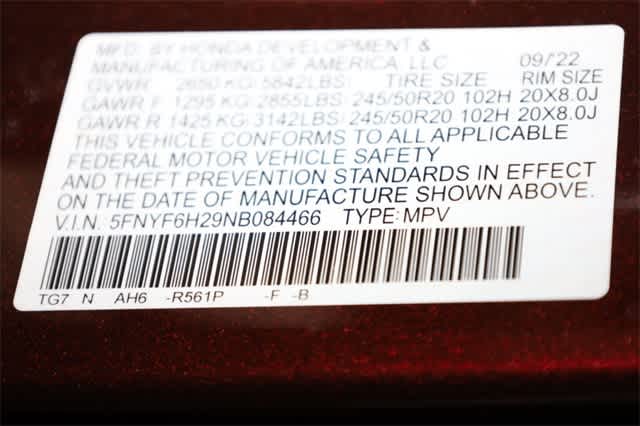 MFD. BY HONDA DEVELOPMENT &
MANUFACTURING OF AMERICA, LLC 09/'22
GVWR 2650 KG( 5842LBS) TIRE SIZE RIM SIZE
GAWR F 1295 KG( 2855LBS) 245/50R20 102H 20X8.0J
GAWR R 1425 KG( 3142LBS) 245/50R20 102H 20X8.0J
THIS VEHICLE CONFORMS TO ALL APPLICABLE
FEDERAL MOTOR VEHICLE SAFETY
AND THEFT PREVENTION STANDARDS IN EFFECT
ON THE DATE OF MANUFACTURE SHOWN ABOVE.
V.I.N. 5FNYF6H29NB084466 TYPE:MPV
TG7 N AH6 -R561P -F -B